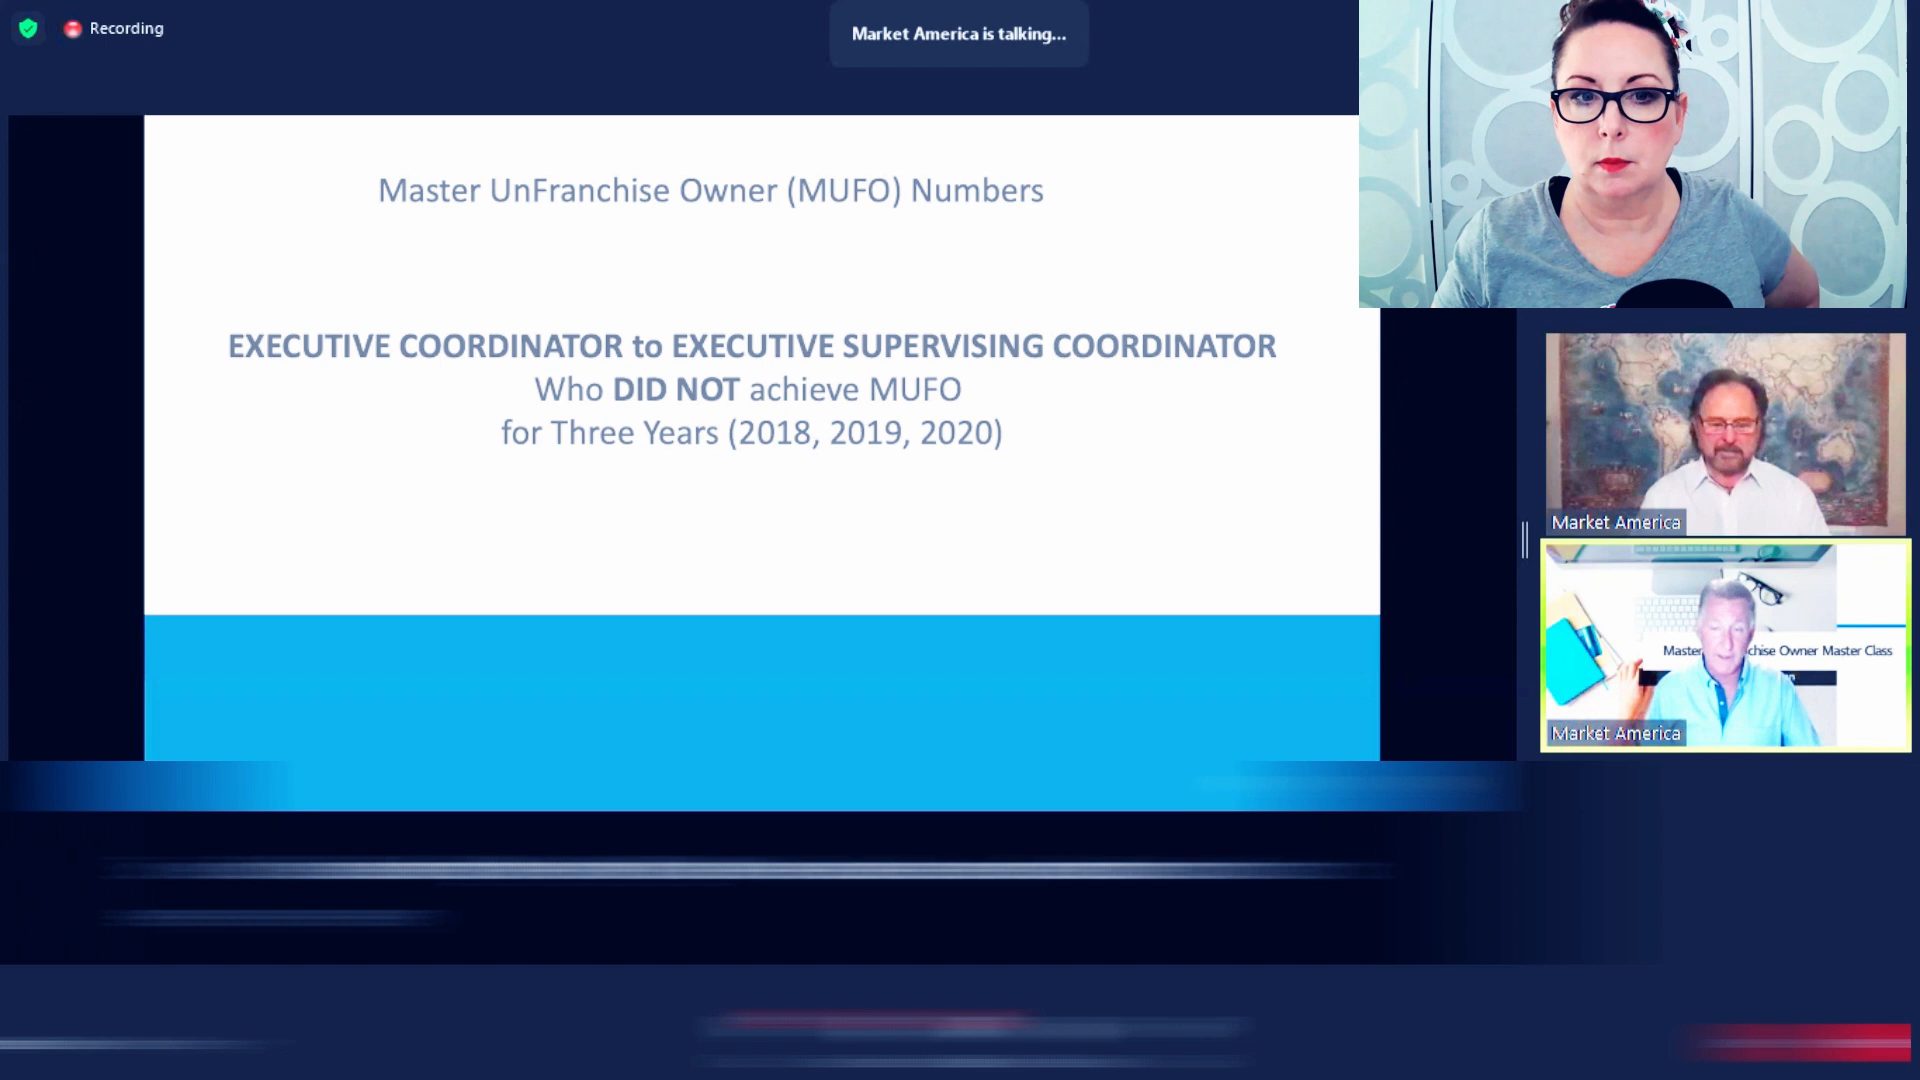 Recording
Market America is talking...
Master UnFranchise Owner (MUFO) Numbers
EXECUTIVE COORDINATOR to EXECUTIVE SUPERVISING COORDINATOR
Who DID NOT achieve MUFO
for Three Years (2018, 2019, 2020)
Market America
Master chise Owner Master Class
Market America